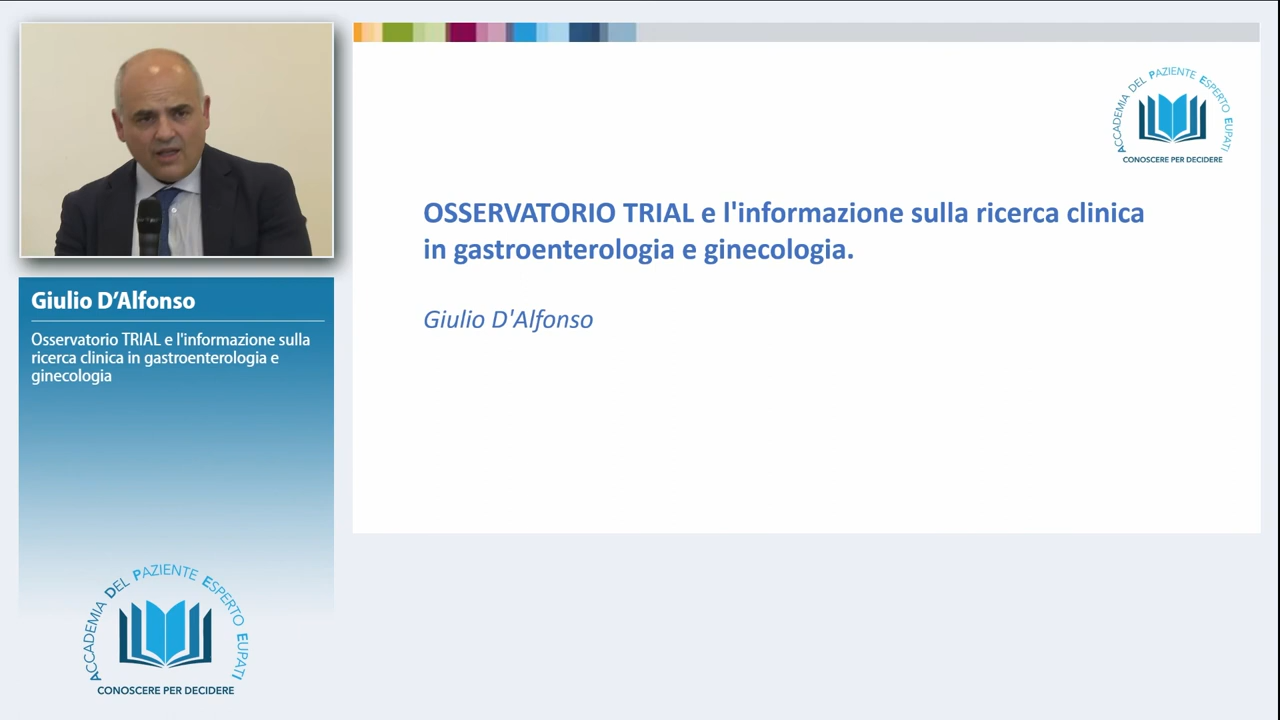 Giulio D'Alfonso
Osservatorio TRIAL e l'informazione sulla
ricerca clinica in gastroenterologia e
ginecologia
ACCADEMIA DEL PAZIENTE ESPERTO EUPATI
CONOSCERE PER DECIDERE
ACCADEMIA DEL PAZIENTE ESPERTO EUPATI
CONOSCERE PER DECIDERE
OSSERVATORIO TRIAL e l'informazione sulla ricerca clinica
in gastroenterologia e ginecologia.
Giulio D'Alfonso